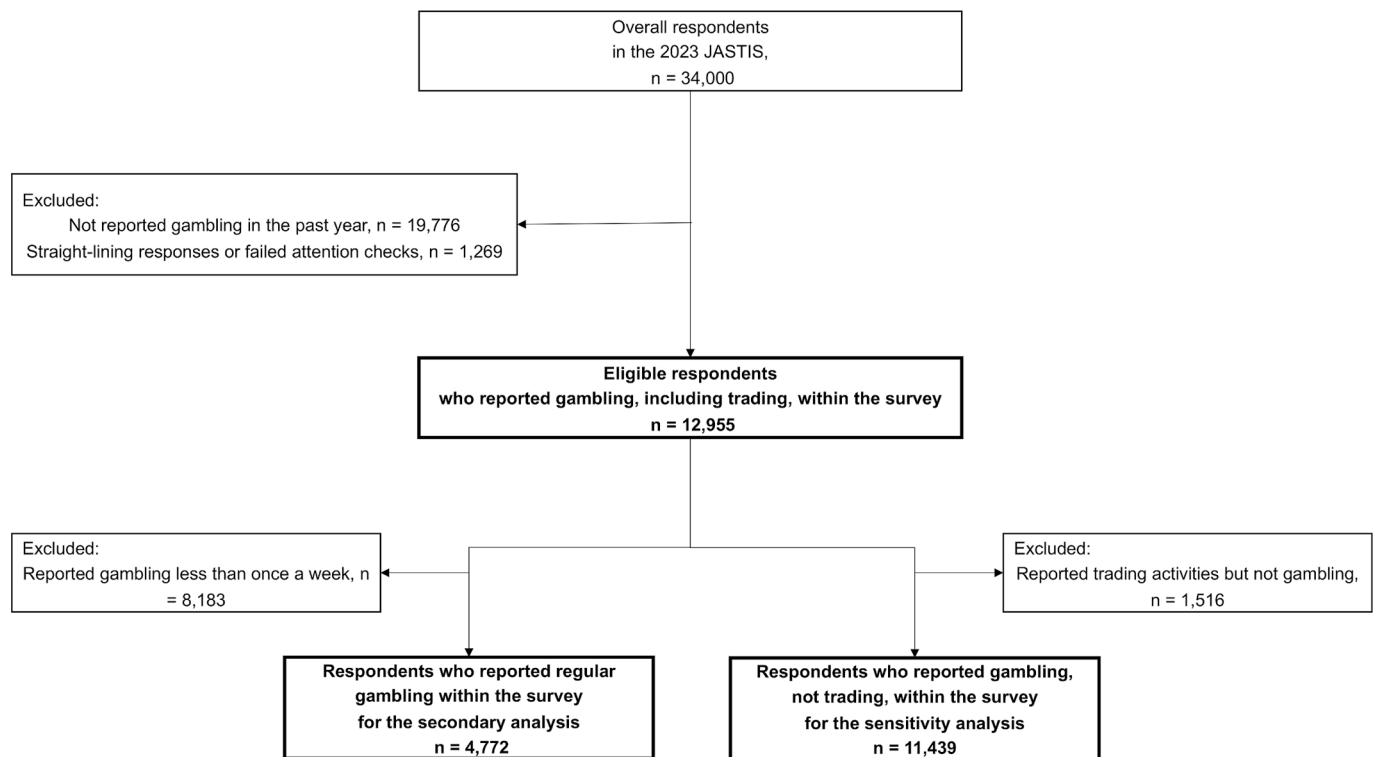 Overall respondents
in the 2023 JASTIS,
n = 34,000
Excluded:
Not reported gambling in the past year, n = 19,776
Straight-lining responses or failed attention checks, n = 1,269
Eligible respondents
who reported gambling, including trading, within the survey
n = 12,955
Excluded:
Reported gambling less than once a week, n
= 8,183
Excluded:
Reported trading activities but not gambling,
n = 1,516
Respondents who reported regular
gambling within the survey
for the secondary analysis
n = 4,772
Respondents who reported gambling,
not trading, within the survey
for the sensitivity analysis
n = 11,439